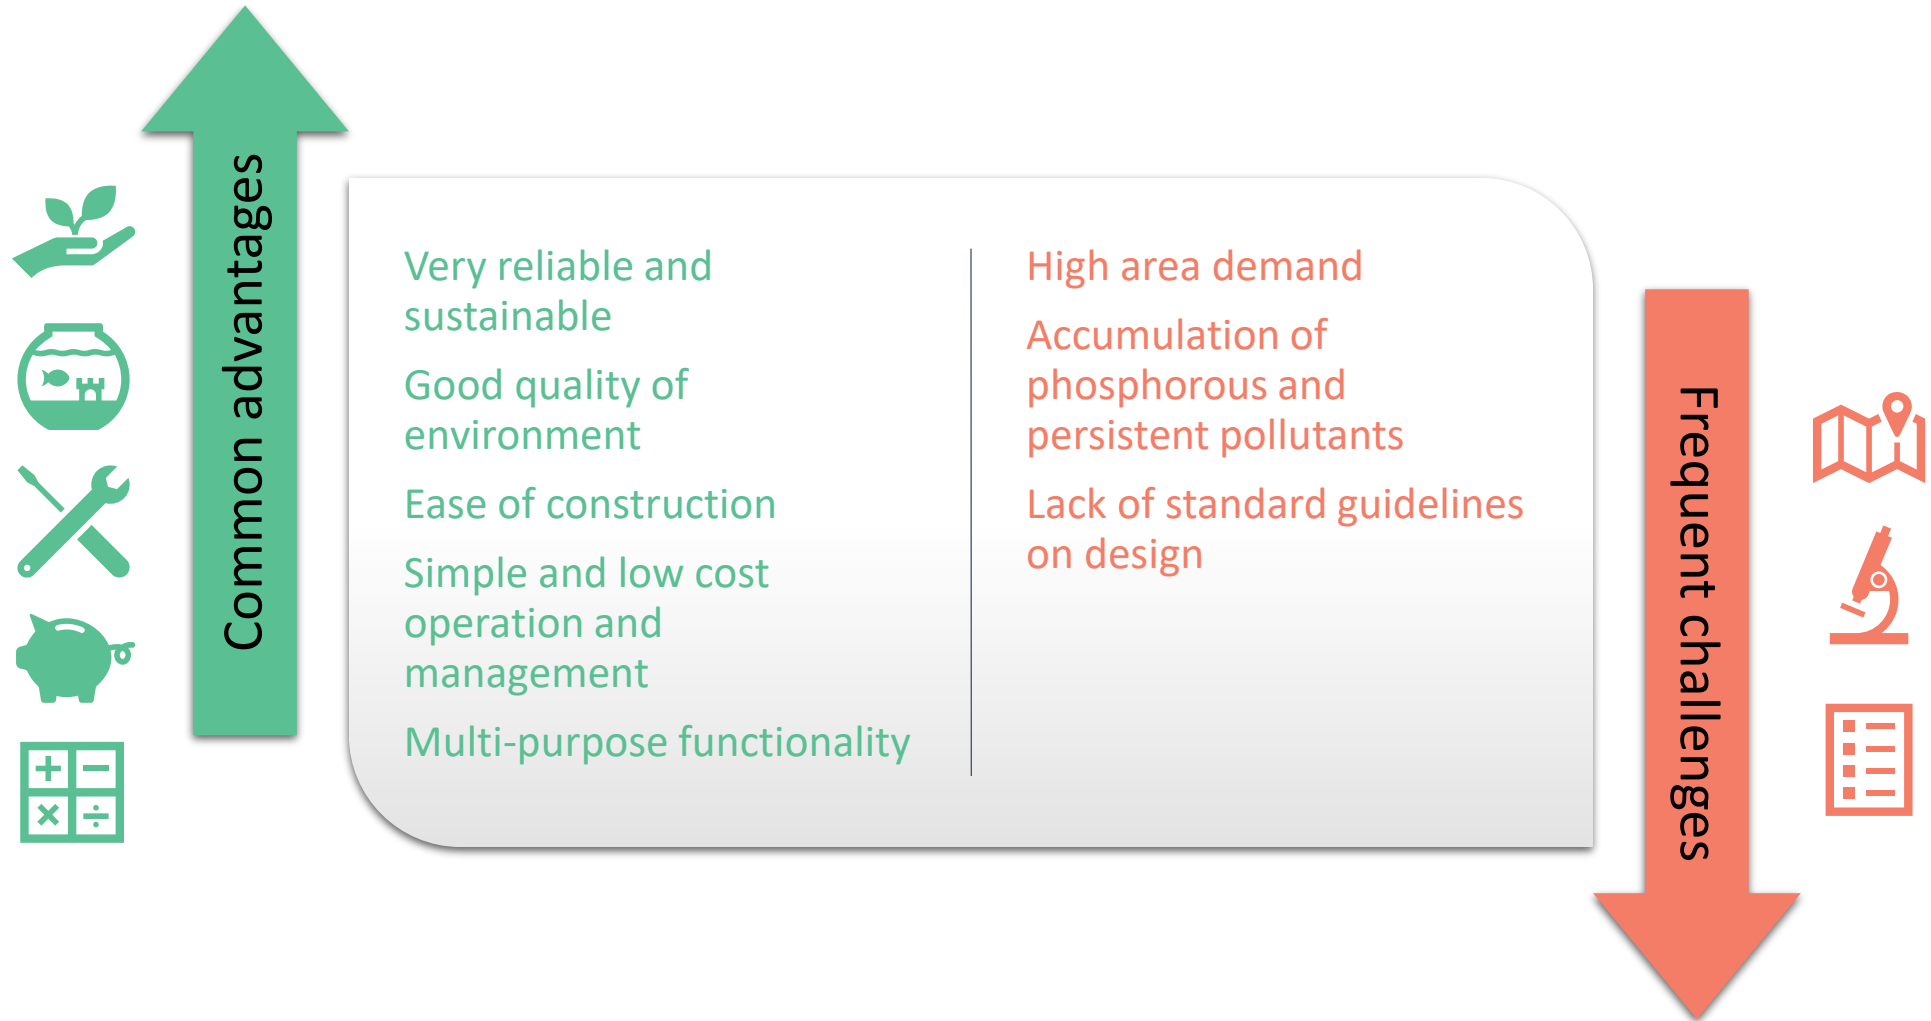 Common advantages
Very reliable and
sustainable
Good quality of
environment
Ease of construction
Simple and low cost
operation and
management
Multi-purpose functionality
High area demand
Accumulation of
phosphorous and
persistent pollutants
Lack of standard guidelines
on design
Frequent challenges